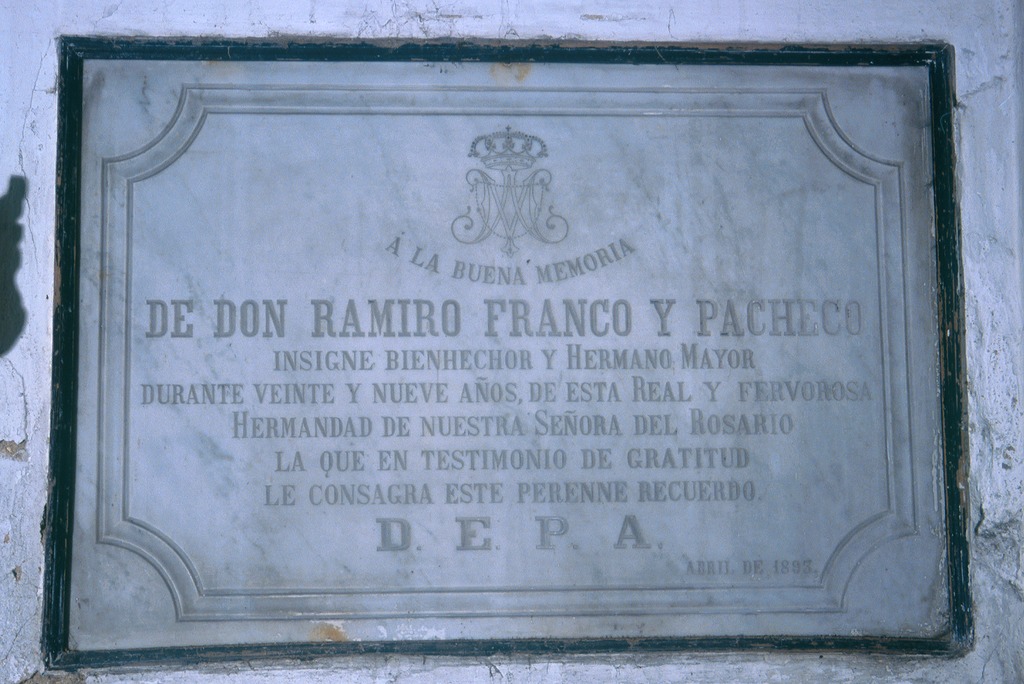 Á LA BUENA MEMORIA
DE DON RAMIRO FRANCO Y PACHECO
INSIGNE BIENHECHOR Y HERMANO MAYOR
DURANTE VEINTE Y NUEVE AÑOS, DE ESTA REAL Y FERVOROSA
HERMANDAD DE NUESTRA SEÑORA DEL ROSARIO
LA QUE EN TESTIMONIO DE GRATITUD
LE CONSAGRA ESTE PERENNE RECUERDO.
D. E. P. A.
ABRIL DE